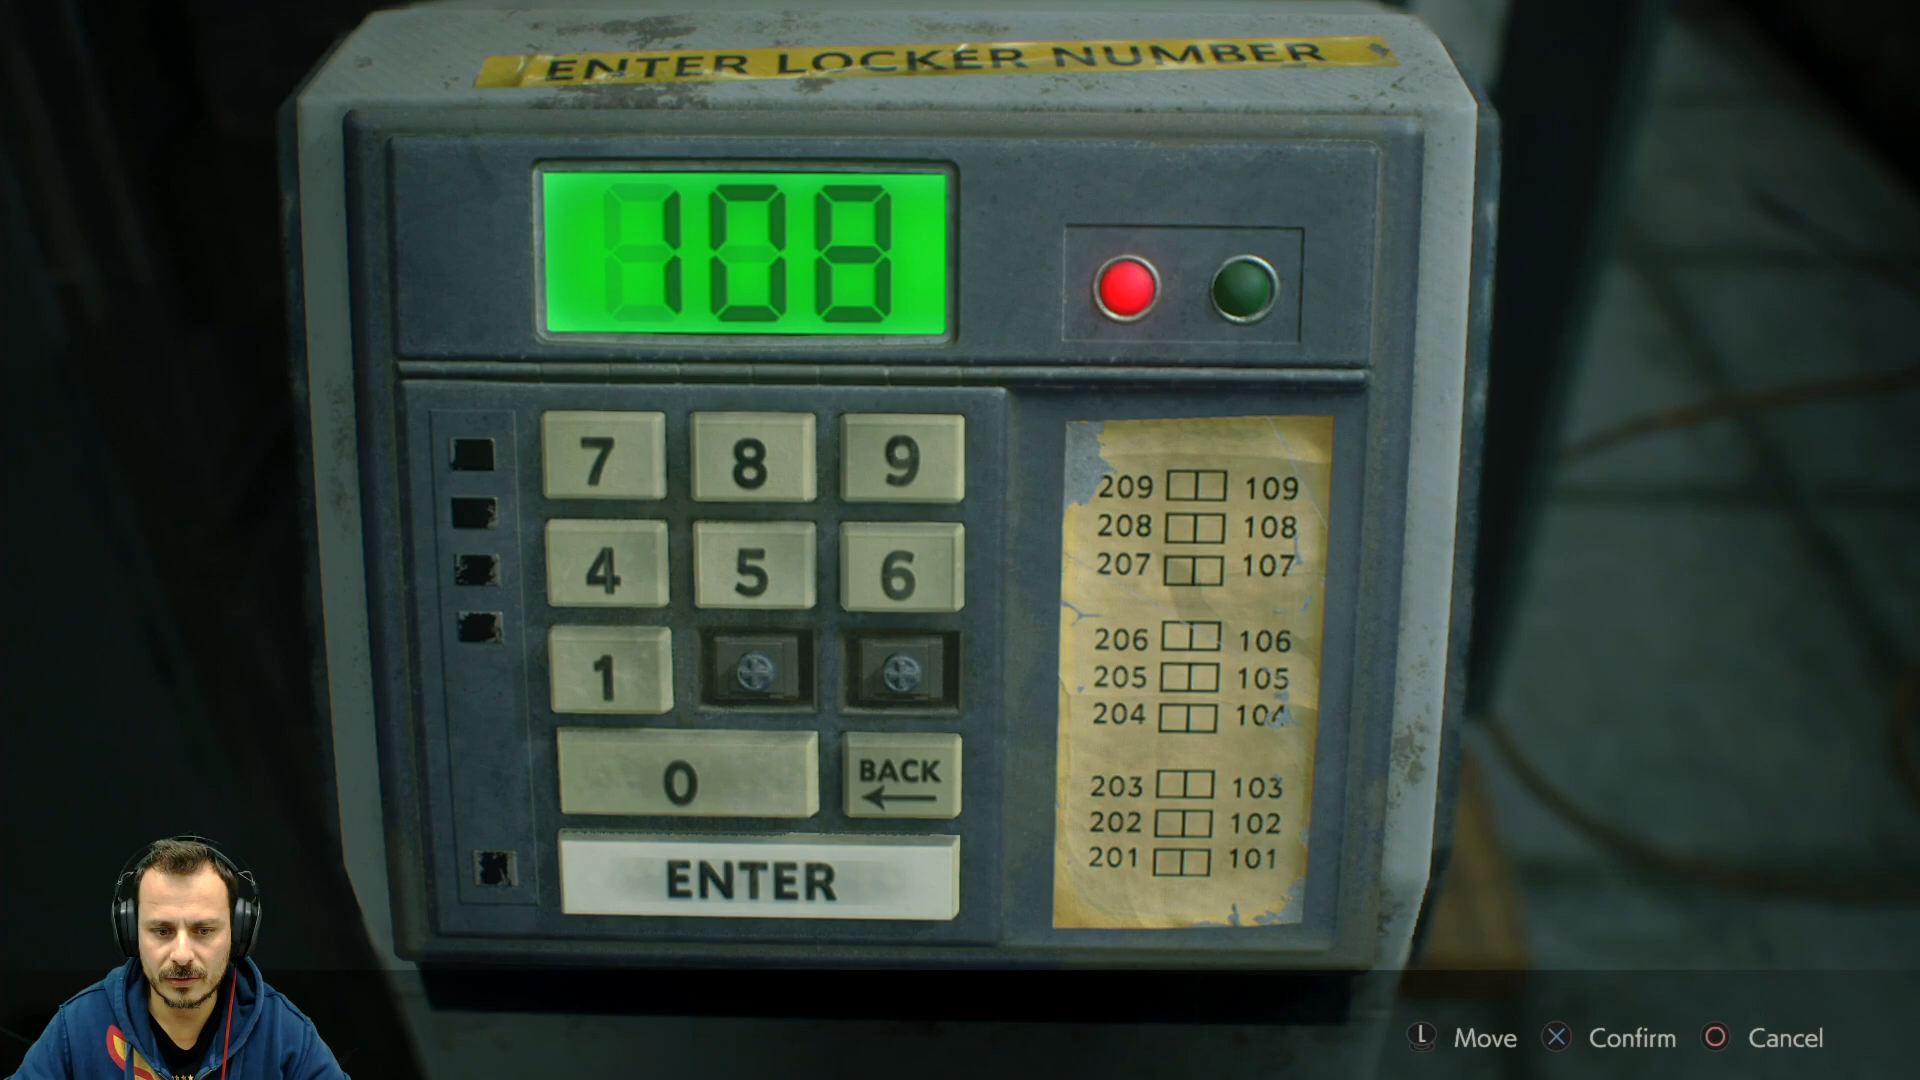 ENTER LOCKER NUMBER
108
7 8 9
4 5 6
1
0 BACK
ENTER
209 109
208 108
207 107
206 106
205 105
204 104
203 103
202 102
201 101
L Move Confirm Cancel